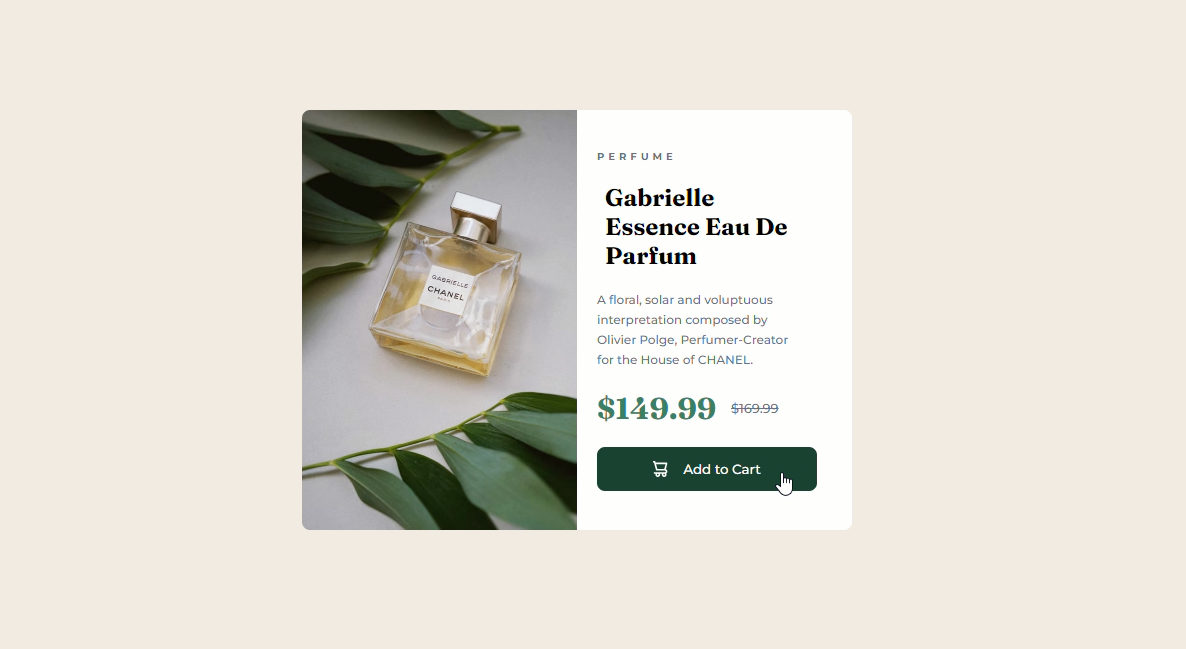 GABRIELLE
CHANEL
PARIS
PERFUME
Gabrielle
Essence Eau De
Parfum
A floral, solar and voluptuous
interpretation composed by
Olivier Polge, Perfumer-Creator
for the House of CHANEL.
$149.99 $169.99
Add to Cart